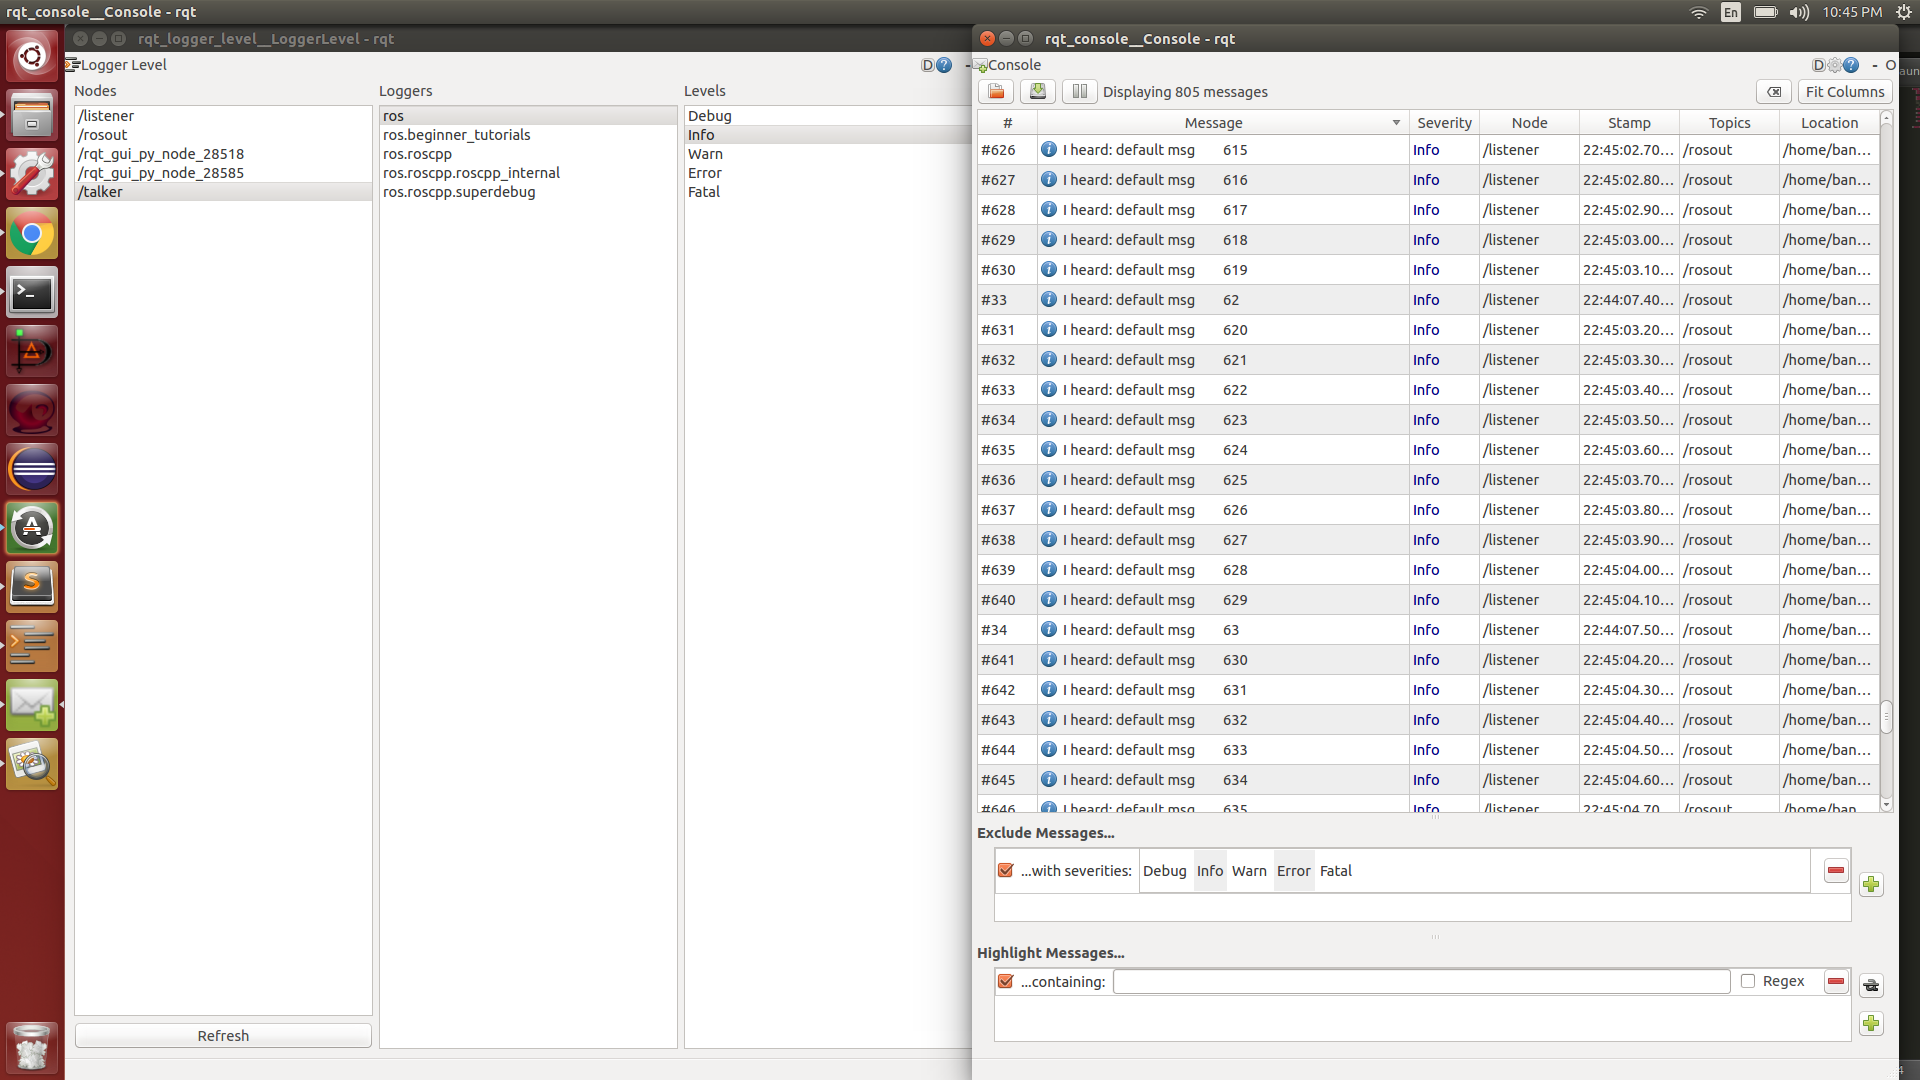 rqt_console__Console - rqt
En 10:45 PM
rqt_logger_level__LoggerLevel - rqt
Logger Level
D
-
Nodes
/listener
/rosout
/rqt_gui_py_node_28518
/rqt_gui_py_node_28585
/talker
Refresh
Loggers
ros
ros.beginner_tutorials
ros.roscpp
ros.roscpp.roscpp_internal
ros.roscpp.superdebug
Levels
Debug
Info
Warn
Error
Fatal
rqt_console__Console - rqt
Console
D - O
Displaying 805 messages
Fit Columns
# Message Severity Node Stamp Topics Location
#626 I heard: default msg 615 Info /listener 22:45:02.70... /rosout /home/ban...
#627 I heard: default msg 616 Info /listener 22:45:02.80... /rosout /home/ban...
#628 I heard: default msg 617 Info /listener 22:45:02.90... /rosout /home/ban...
#629 I heard: default msg 618 Info /listener 22:45:03.00... /rosout /home/ban...
#630 I heard: default msg 619 Info /listener 22:45:03.10... /rosout /home/ban...
#33 I heard: default msg 62 Info /listener 22:44:07.40... /rosout /home/ban...
#631 I heard: default msg 620 Info /listener 22:45:03.20... /rosout /home/ban...
#632 I heard: default msg 621 Info /listener 22:45:03.30... /rosout /home/ban...
#633 I heard: default msg 622 Info /listener 22:45:03.40... /rosout /home/ban...
#634 I heard: default msg 623 Info /listener 22:45:03.50... /rosout /home/ban...
#635 I heard: default msg 624 Info /listener 22:45:03.60... /rosout /home/ban...
#636 I heard: default msg 625 Info /listener 22:45:03.70... /rosout /home/ban...
#637 I heard: default msg 626 Info /listener 22:45:03.80... /rosout /home/ban...
#638 I heard: default msg 627 Info /listener 22:45:03.90... /rosout /home/ban...
#639 I heard: default msg 628 Info /listener 22:45:04.00... /rosout /home/ban...
#640 I heard: default msg 629 Info /listener 22:45:04.10... /rosout /home/ban...
#34 I heard: default msg 63 Info /listener 22:44:07.50... /rosout /home/ban...
#641 I heard: default msg 630 Info /listener 22:45:04.20... /rosout /home/ban...
#642 I heard: default msg 631 Info /listener 22:45:04.30... /rosout /home/ban...
#643 I heard: default msg 632 Info /listener 22:45:04.40... /rosout /home/ban...
#644 I heard: default msg 633 Info /listener 22:45:04.50... /rosout /home/ban...
#645 I heard: default msg 634 Info /listener 22:45:04.60... /rosout /home/ban...
#646 I heard: default msg 635 Info /listener 22:45:04.70 /rosout /home/ban
Exclude Messages...
...with severities: Debug Info Warn Error Fatal
Highlight Messages...
...containing: Regex